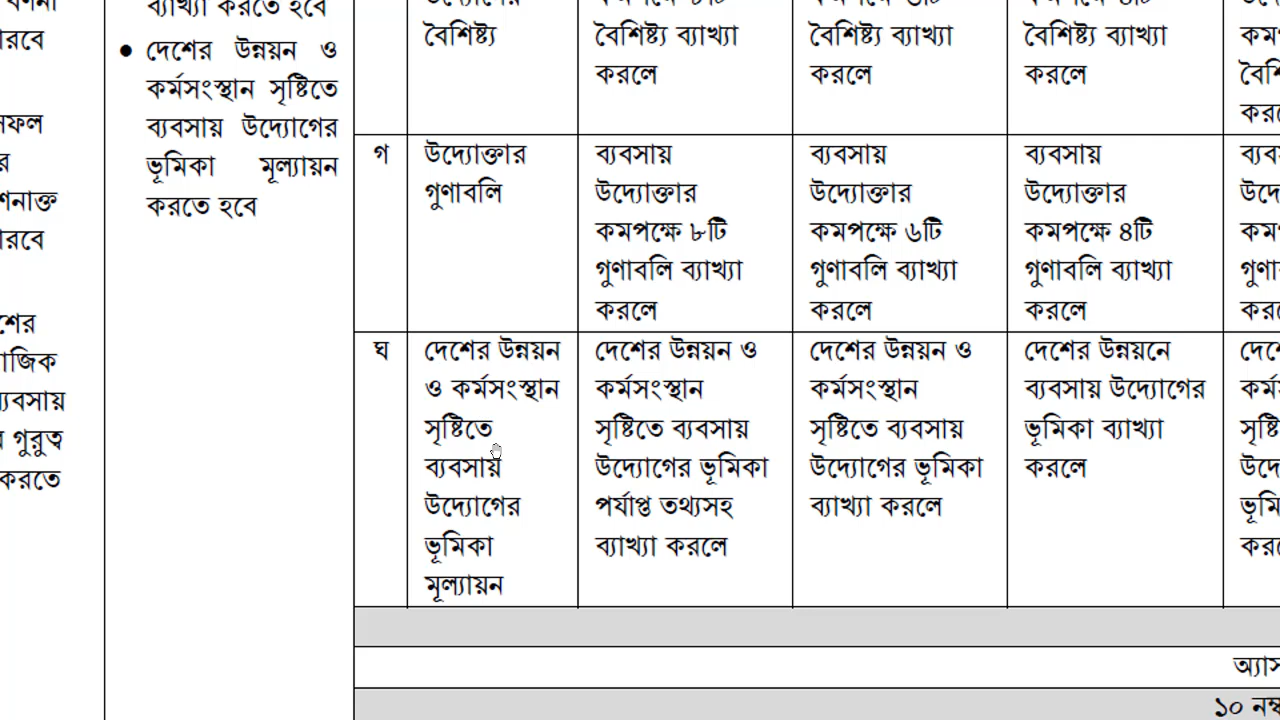 ব্যাখ্যা করতে হবে
● দেশের উন্নয়ন ও
কর্মসংস্থান সৃষ্টিতে
ব্যবসায় উদ্যোগের
ভূমিকা মূল্যায়ন
করতে হবে
বৈশিষ্ট্য
বৈশিষ্ট্য ব্যাখ্যা
করলে
বৈশিষ্ট্য ব্যাখ্যা
করলে
বৈশিষ্ট্য ব্যাখ্যা
করলে
গ
উদ্যোক্তার
গুণাবলি
ব্যবসায়
উদ্যোক্তার
কমপক্ষে ৮টি
গুণাবলি ব্যাখ্যা
করলে
ব্যবসায়
উদ্যোক্তার
কমপক্ষে ৬টি
গুণাবলি ব্যাখ্যা
করলে
ব্যবসায়
উদ্যোক্তার
কমপক্ষে ৪টি
গুণাবলি ব্যাখ্যা
করলে
ঘ
দেশের উন্নয়ন
ও কর্মসংস্থান
সৃষ্টিতে
ব্যবসায়
উদ্যোগের
ভূমিকা
মূল্যায়ন
দেশের উন্নয়ন ও
কর্মসংস্থান
সৃষ্টিতে ব্যবসায়
উদ্যোগের ভূমিকা
পর্যাপ্ত তথ্যসহ
ব্যাখ্যা করলে
দেশের উন্নয়ন ও
কর্মসংস্থান
সৃষ্টিতে ব্যবসায়
উদ্যোগের ভূমিকা
ব্যাখ্যা করলে
দেশের উন্নয়নে
ব্যবসায় উদ্যোগের
ভূমিকা ব্যাখ্যা
করলে
গুরুত্ব
করতে
১০